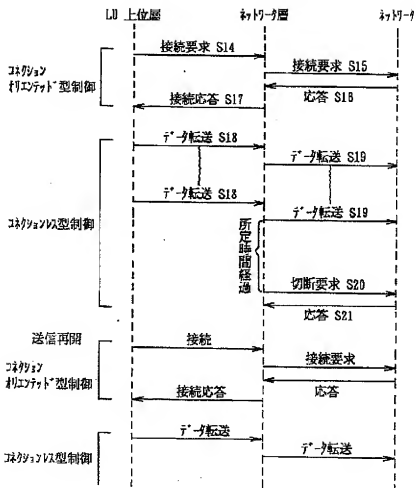 LU 上位層
ネットワーク層
ネットワーク
接続要求 S14
コネクション
オリエンテッド型制御
接続要求 S15
応答 S16
接続応答 S17
データ転送 S18
データ転送 S19
データ転送 S18
コネクションレス型制御
データ転送 S19
所定時間経過
切断要求 S20
応答 S21
送信再開
接続
コネクション
オリエンテッド型制御
接続要求
応答
接続応答
データ転送
コネクションレス型制御
データ転送